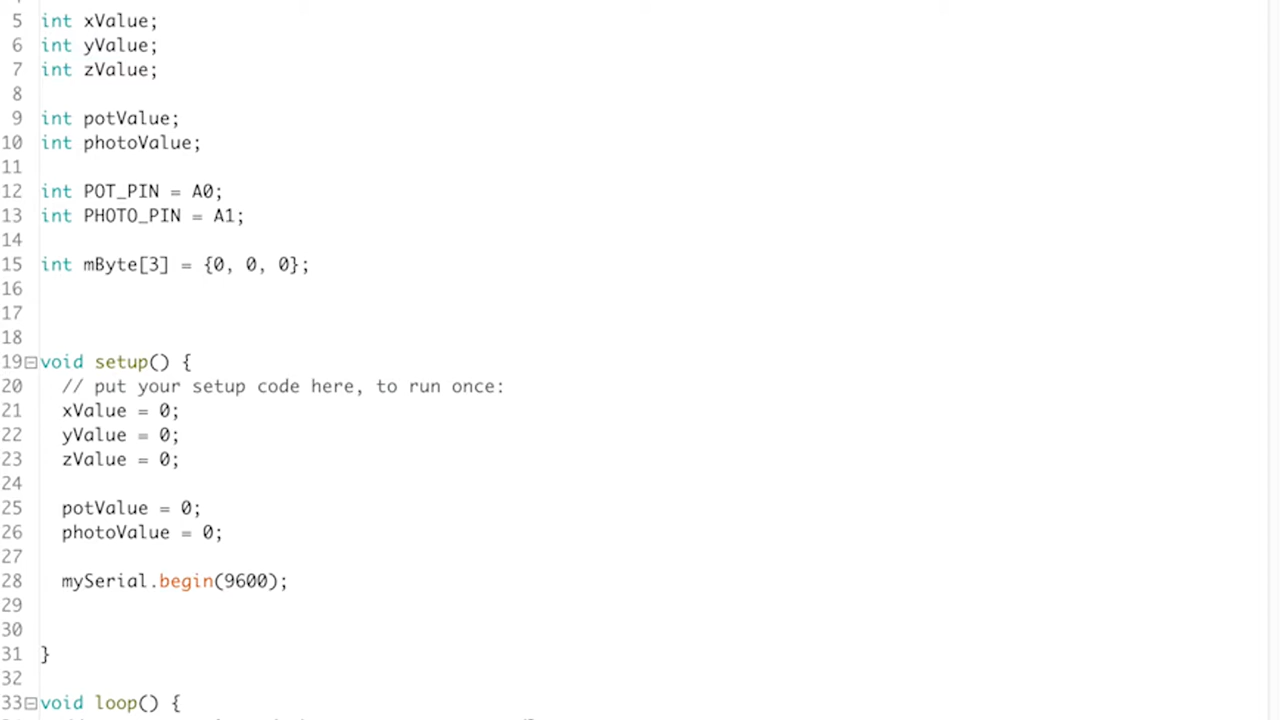 5 int xValue;
6 int yValue;
7 int zValue;
8
9 int potValue;
10 int photoValue;
11
12 int POT_PIN = A0;
13 int PHOTO_PIN = A1;
14
15 int mByte[3] = {0, 0, 0};
16
17
18
19 void setup() {
20 // put your setup code here, to run once:
21 xValue = 0;
22 yValue = 0;
23 zValue = 0;
24
25 potValue = 0;
26 photoValue = 0;
27
28 mySerial.begin(9600);
29
30
31 }
32
33 void loop() {